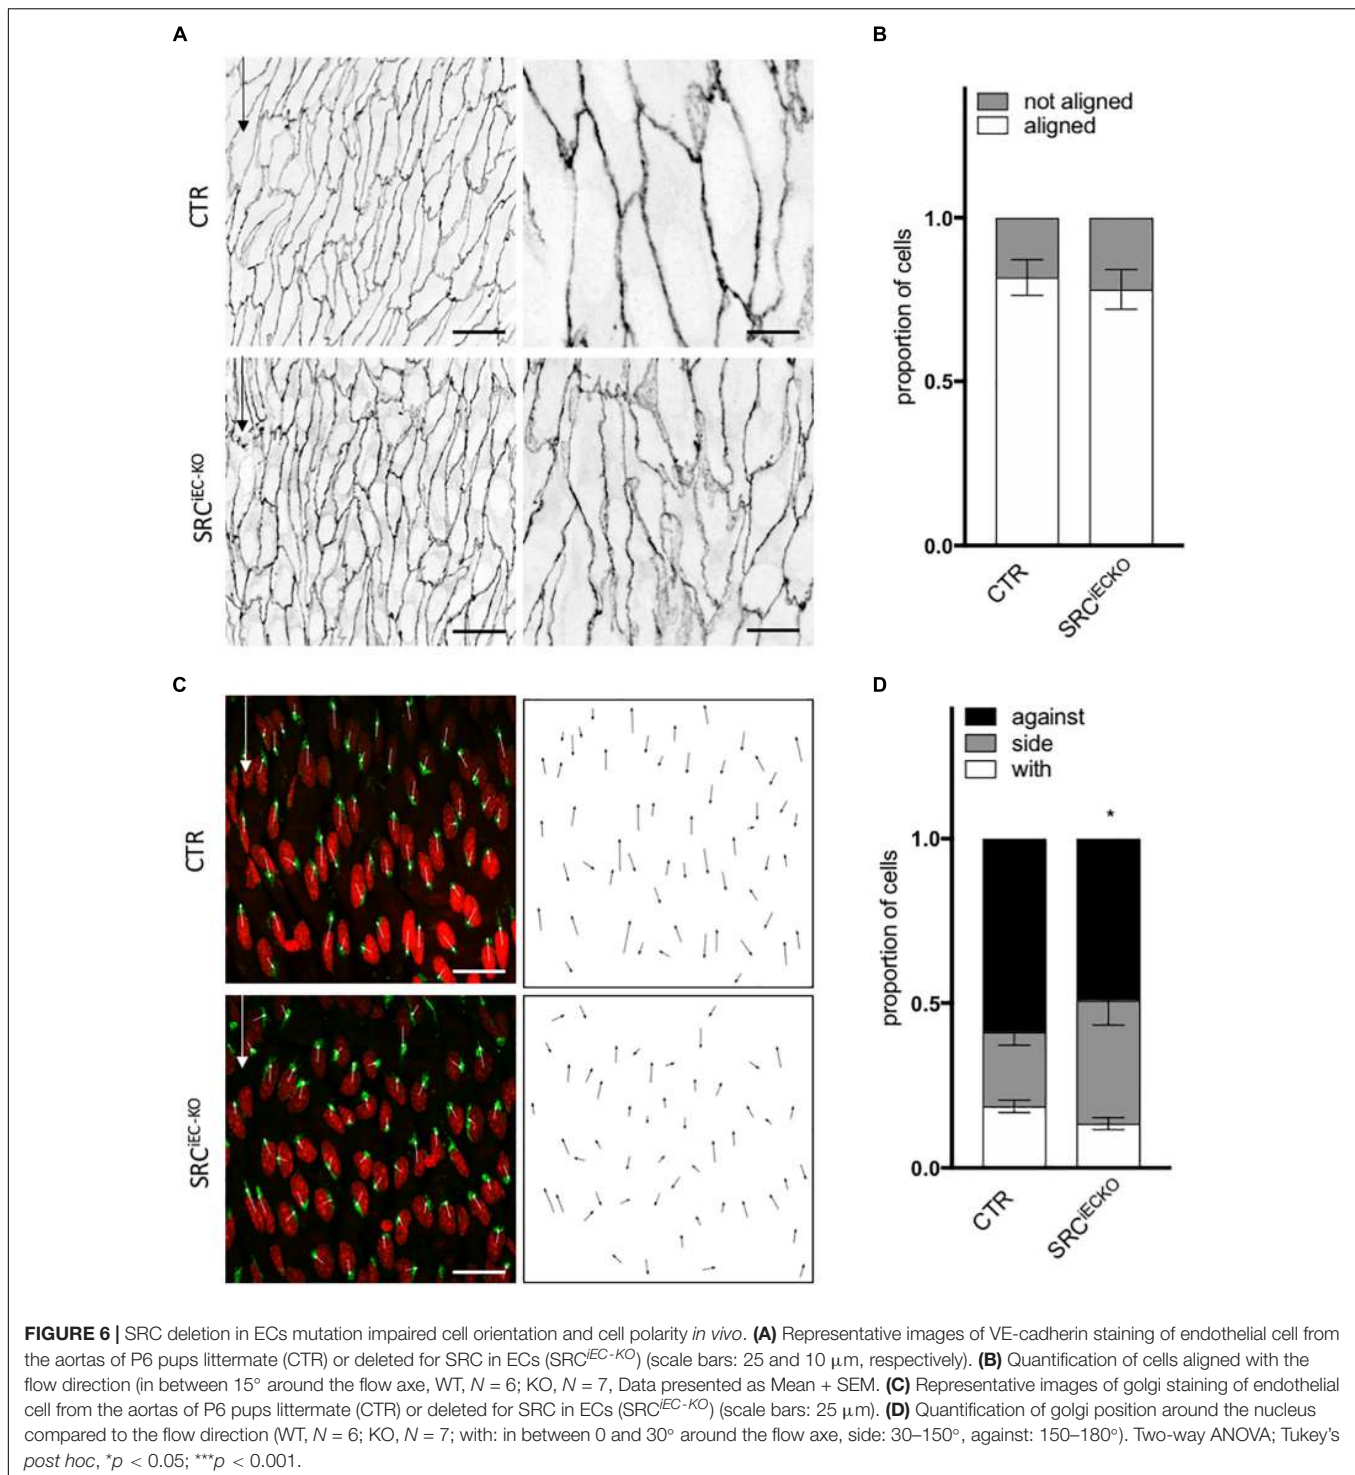 A
B
CTR
SRCiEC-KO
not aligned
aligned
1.0
0.5
0.0
proportion of cells
CTR
SRCiECKO
C
D
CTR
SRCiEC-KO
against
side
with
*
1.0
0.5
0.0
proportion of cells
CTR
SRCiECKO
FIGURE 6 | SRC deletion in ECs mutation impaired cell orientation and cell polarity in vivo. (A) Representative images of VE-cadherin staining of endothelial cell from
the aortas of P6 pups littermate (CTR) or deleted for SRC in ECs (SRCiEC-KO) (scale bars: 25 and 10 μm, respectively). (B) Quantification of cells aligned with the
flow direction (in between 15° around the flow axe, WT, N = 6; KO, N = 7, Data presented as Mean + SEM. (C) Representative images of golgi staining of endothelial
cell from the aortas of P6 pups littermate (CTR) or deleted for SRC in ECs (SRCiEC-KO) (scale bars: 25 μm). (D) Quantification of golgi position around the nucleus
compared to the flow direction (WT, N = 6; KO, N = 7; with: in between 0 and 30° around the flow axe, side: 30–150°, against: 150–180°). Two-way ANOVA; Tukey's
post hoc, *p < 0.05; ***p < 0.001.